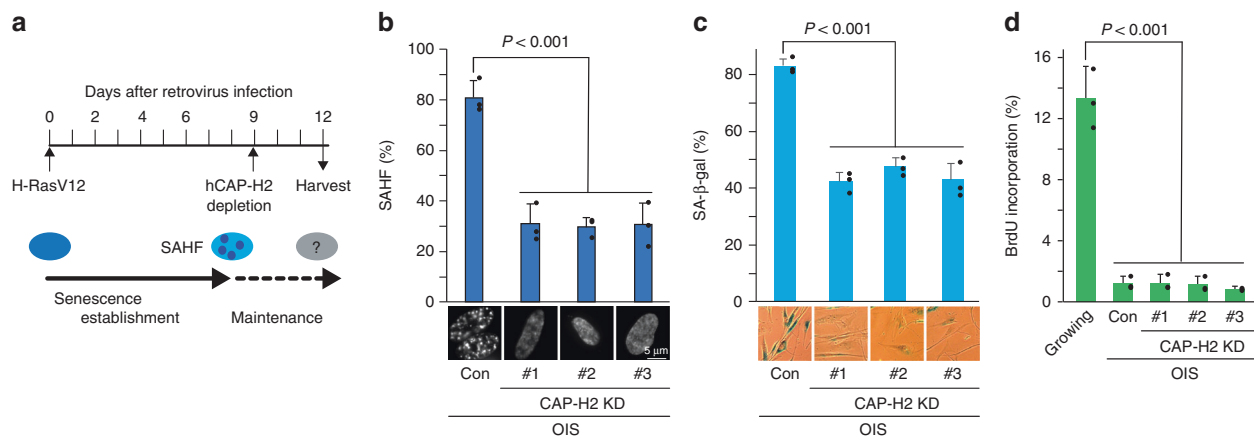 a
Days after retrovirus infection
0 2 4 6 8 9 12
H-RasV12
hCAP-H2
depletion
Harvest
SAHF
?
Senescence
establishment
Maintenance
b
P < 0.001
SAHF (%)
100
80
60
40
20
0
5 μm
Con #1 #2 #3
CAP-H2 KD
OIS
c
P < 0.001
SA-β-gal (%)
80
60
40
20
0
Con #1 #2 #3
CAP-H2 KD
OIS
d
P < 0.001
BrdU incorporation (%)
16
12
8
4
0
Growing
Con #1 #2 #3
CAP-H2 KD
OIS